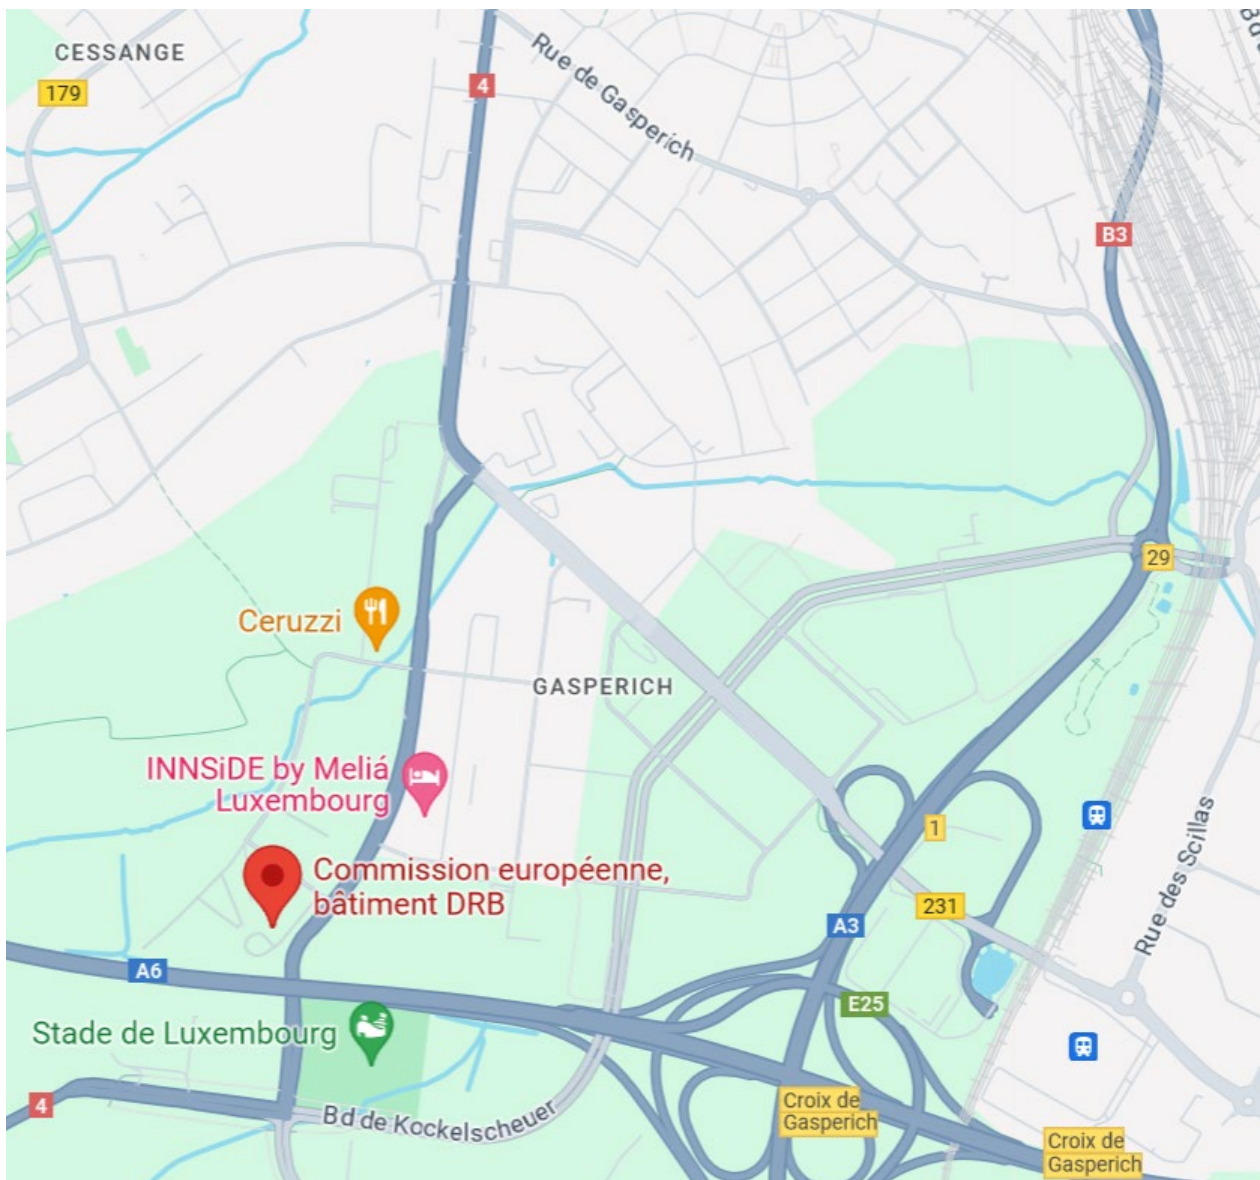 CESSANGE
179
4
Rue de Gasperich
B3
29
Ceruzzi
GASPERICH
INNSiDE by Meliá
Luxembourg
1
Rue des Scillas
Commission européenne,
bâtiment DRB
231
A3
A6
E25
Stade de Luxembourg
4
Bd de Kockelscheuer
Croix de
Gasperich
Croix de
Gasperich